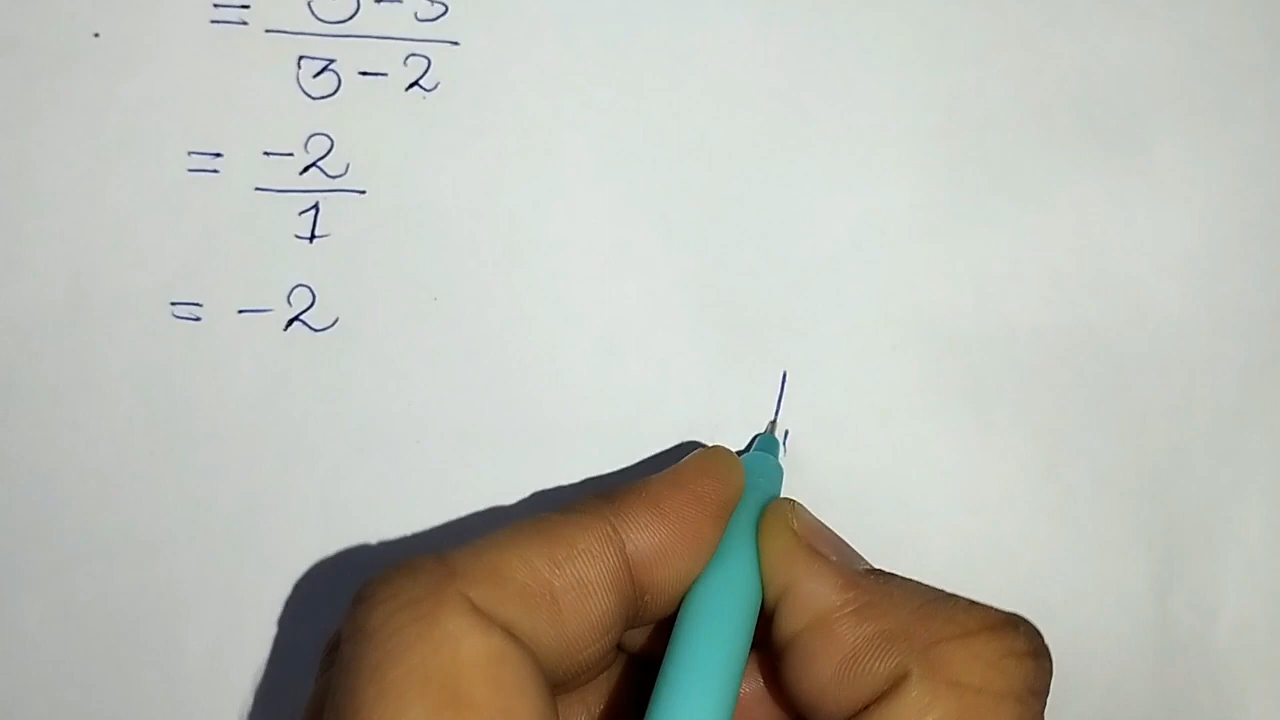 =
3 - 2
= -2
1
= -2